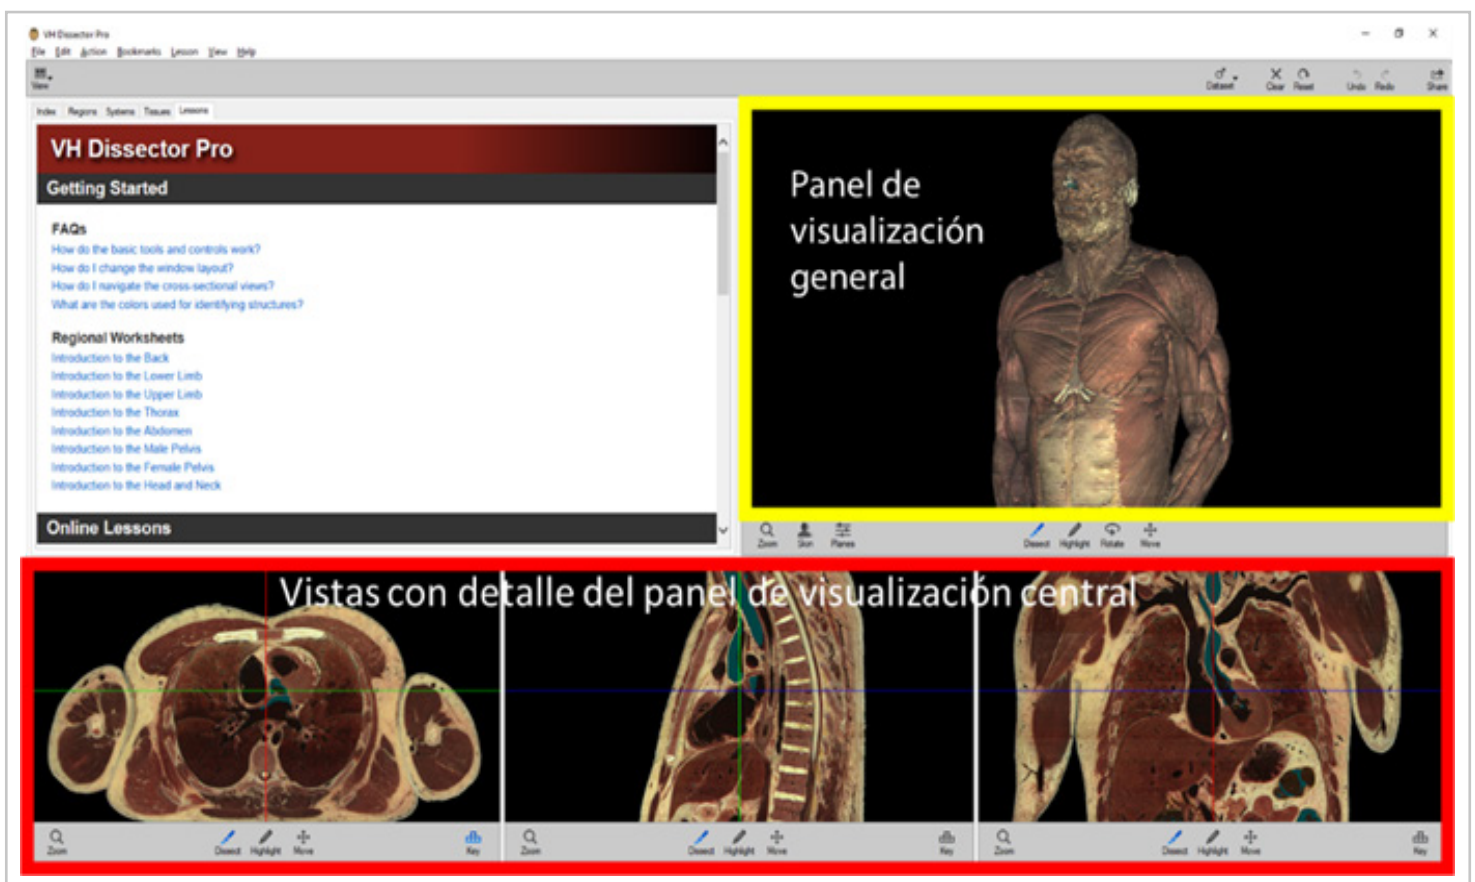 VH Dissector Pro
File Edit Action Bookmarks Lesson View Help
View
Dataset Clear Reset Undo Redo Share
Index Regions Systems Tissues Lessons
VH Dissector Pro
Getting Started
FAQs
How do the basic tools and controls work?
How do I change the window layout?
How do I navigate the cross-sectional views?
What are the colors used for identifying structures?
Regional Worksheets
Introduction to the Back
Introduction to the Lower Limb
Introduction to the Upper Limb
Introduction to the Thorax
Introduction to the Abdomen
Introduction to the Male Pelvis
Introduction to the Female Pelvis
Introduction to the Head and Neck
Online Lessons
Panel de
visualización
general
Zoom Skin Planes Dissect Highlight Rotate Move
Vistas con detalle del panel de visualización central
Zoom Dissect Highlight Move Key
Zoom Dissect Highlight Move Key
Zoom Dissect Highlight Move Key